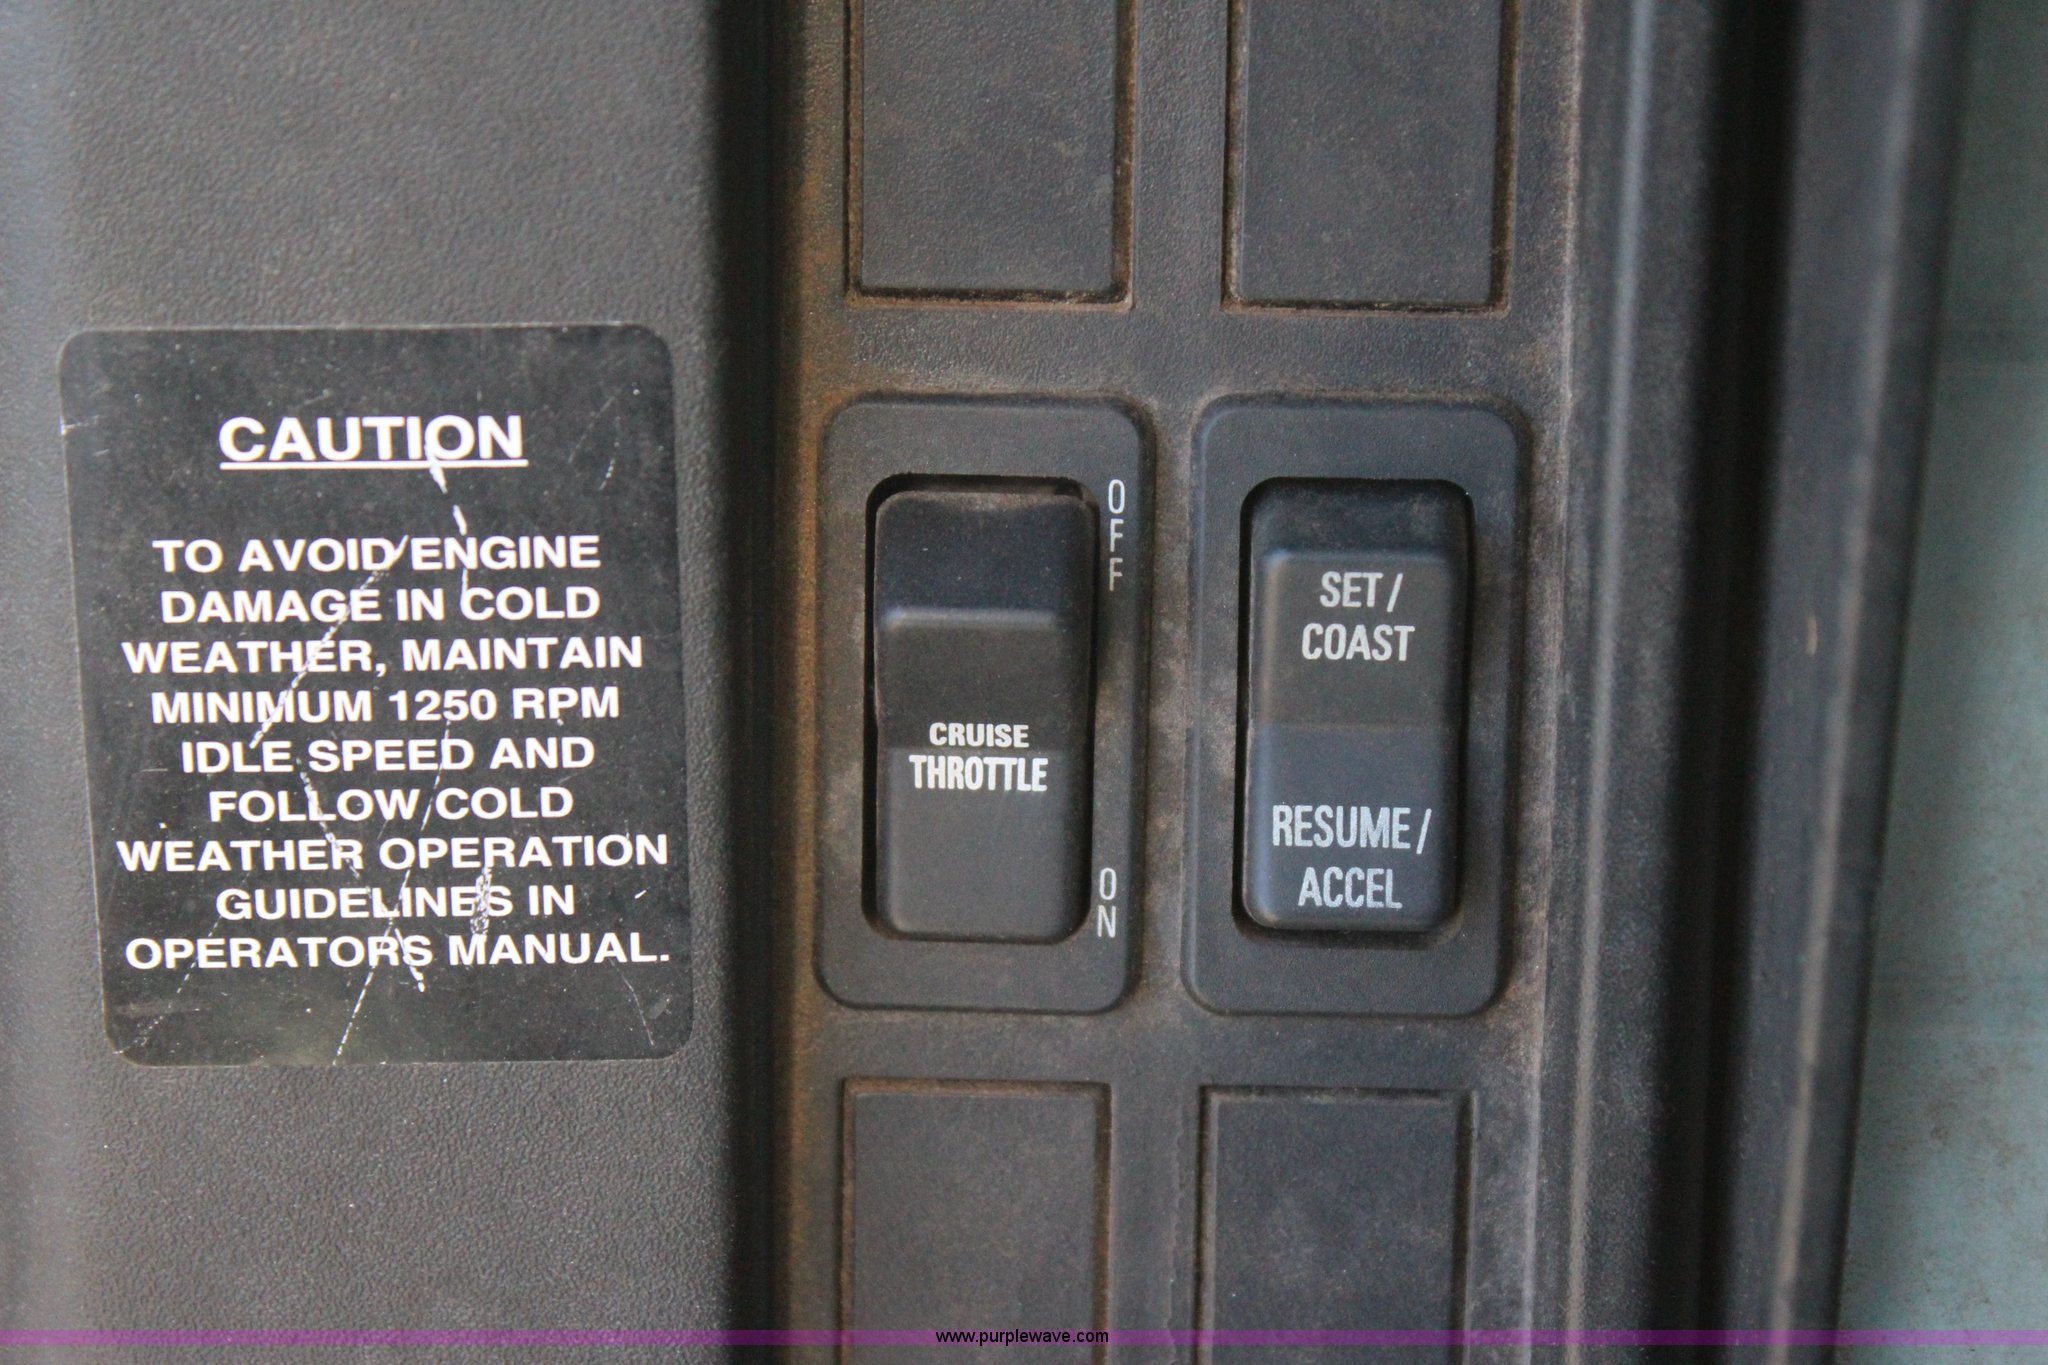 CAUTION
TO AVOID ENGINE
DAMAGE IN COLD
WEATHER, MAINTAIN
MINIMUM 1250 RPM
IDLE SPEED AND
FOLLOW COLD
WEATHER OPERATION
GUIDELINES IN
OPERATORS MANUAL.
OFF
CRUISE
THROTTLE
ON
SET/
COAST
RESUME/
ACCEL
www.purplewave.com